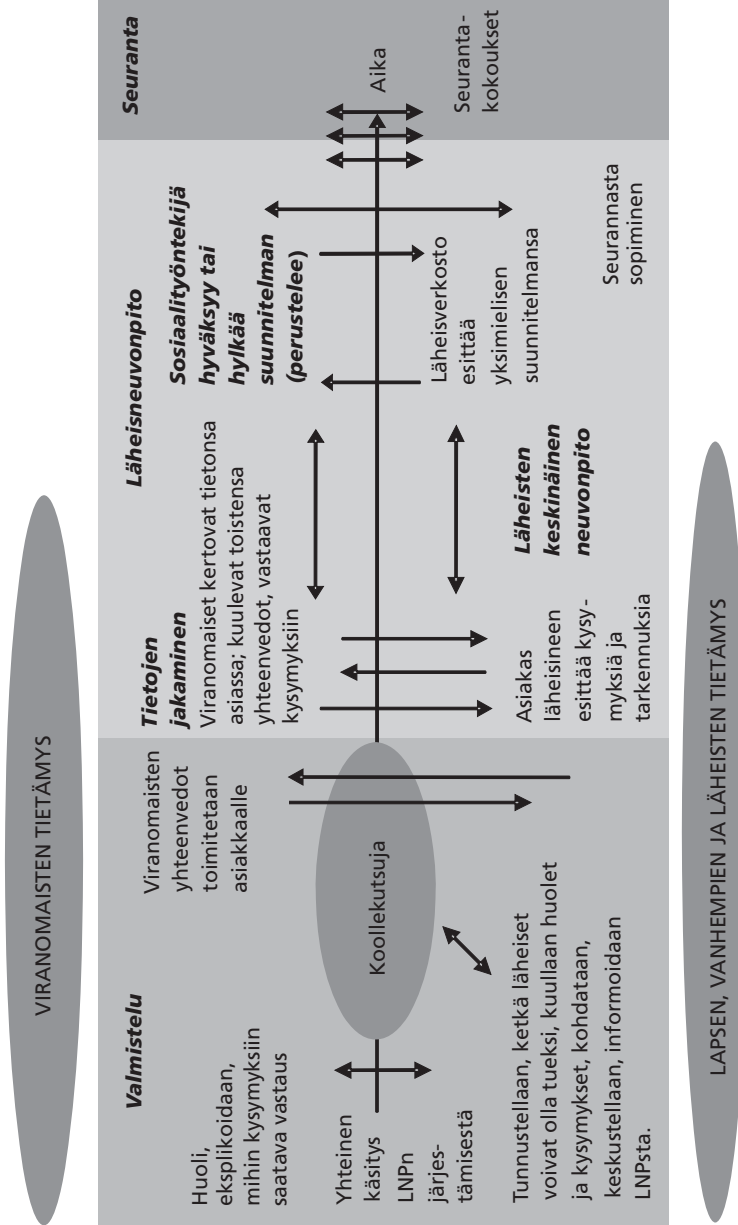 VIRANOMAISTEN TIETÄMYS
Valmistelu
Huoli,
eksplikoidaan,
mihin kysymyksiin
saatava vastaus
Viranomaisten
yhteenvedot
toimitetaan
asiakkaalle
Yhteinen
käsitys
LNPn
järjes-
tämisestä
Koollekutsuja
Tunnustellaan, ketkä läheiset
voivat olla tueksi, kuullaan huolet
ja kysymykset, kohdataan,
keskustellaan, informoidaan
LNPsta.
Läheisneuvonpito
Tietojen
jakaminen
Viranomaiset kertovat tietonsa
asiassa; kuulevat toistensa
yhteenvedot, vastaavat
kysymyksiin
Sosiaalityöntekijä
hyväksyy tai
hylkää
suunnitelman
(perustelee)
Asiakas
läheisineen
esittää kysy-
myksiä ja
tarkennuksia
Läheisten
keskinäinen
neuvonpito
Läheisverkosto
esittää
yksimielisen
suunnitelmansa
Seurannasta
sopiminen
Seuranta
Aika
Seuranta-
kokoukset
LAPSEN, VANHEMPIEN JA LÄHEISTEN TIETÄMYS